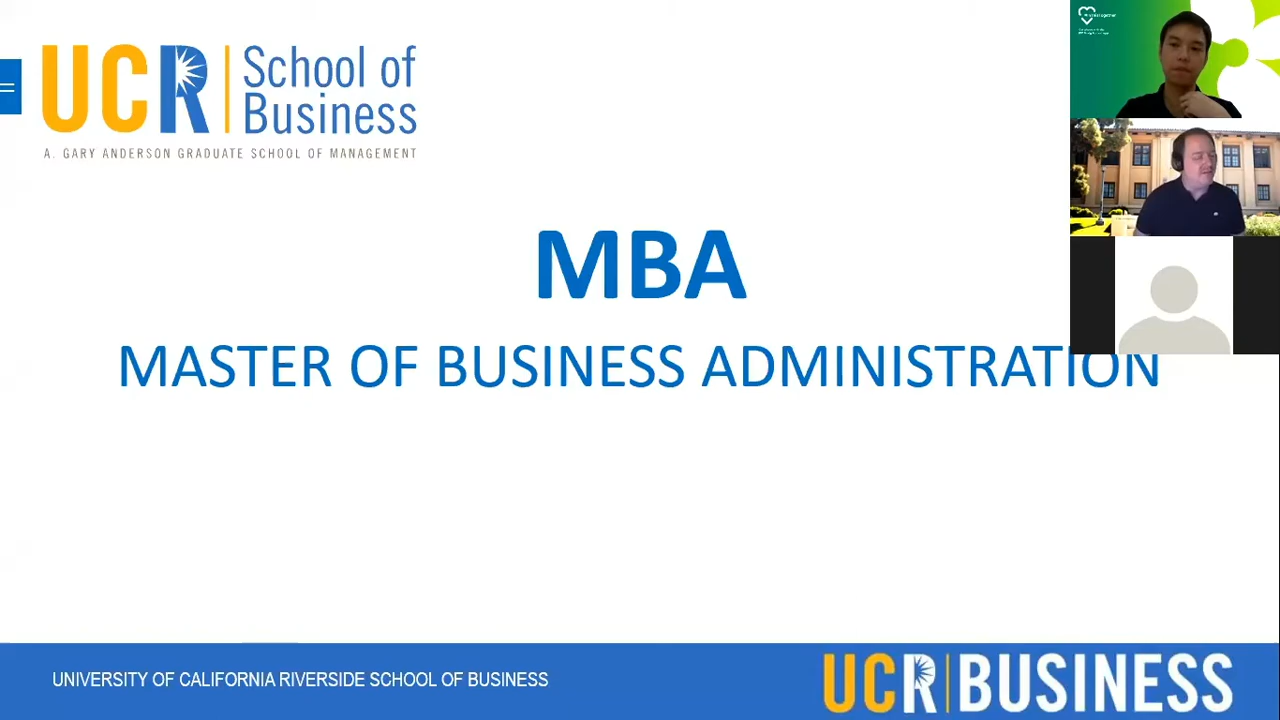 UCR School of
Business
A. GARY ANDERSON GRADUATE SCHOOL OF MANAGEMENT
MBA
MASTER OF BUSINESS ADMINISTRATION
UNIVERSITY OF CALIFORNIA RIVERSIDE SCHOOL OF BUSINESS
UCR BUSINESS